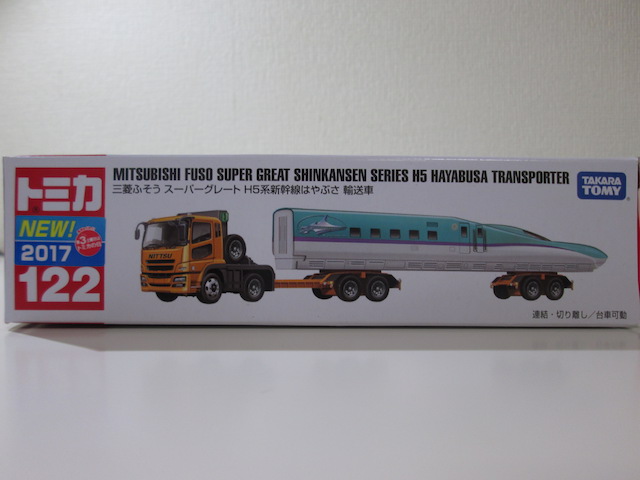 トミカ
NEW!
2017
122
MITSUBISHI FUSO SUPER GREAT SHINKANSEN SERIES H5 HAYABUSA TRANSPORTER
三菱ふそう スーパーグレート H5系新幹線はやぶさ 輸送車
TAKARA
TOMY
NITTSU
連結・切り離し/台車可動